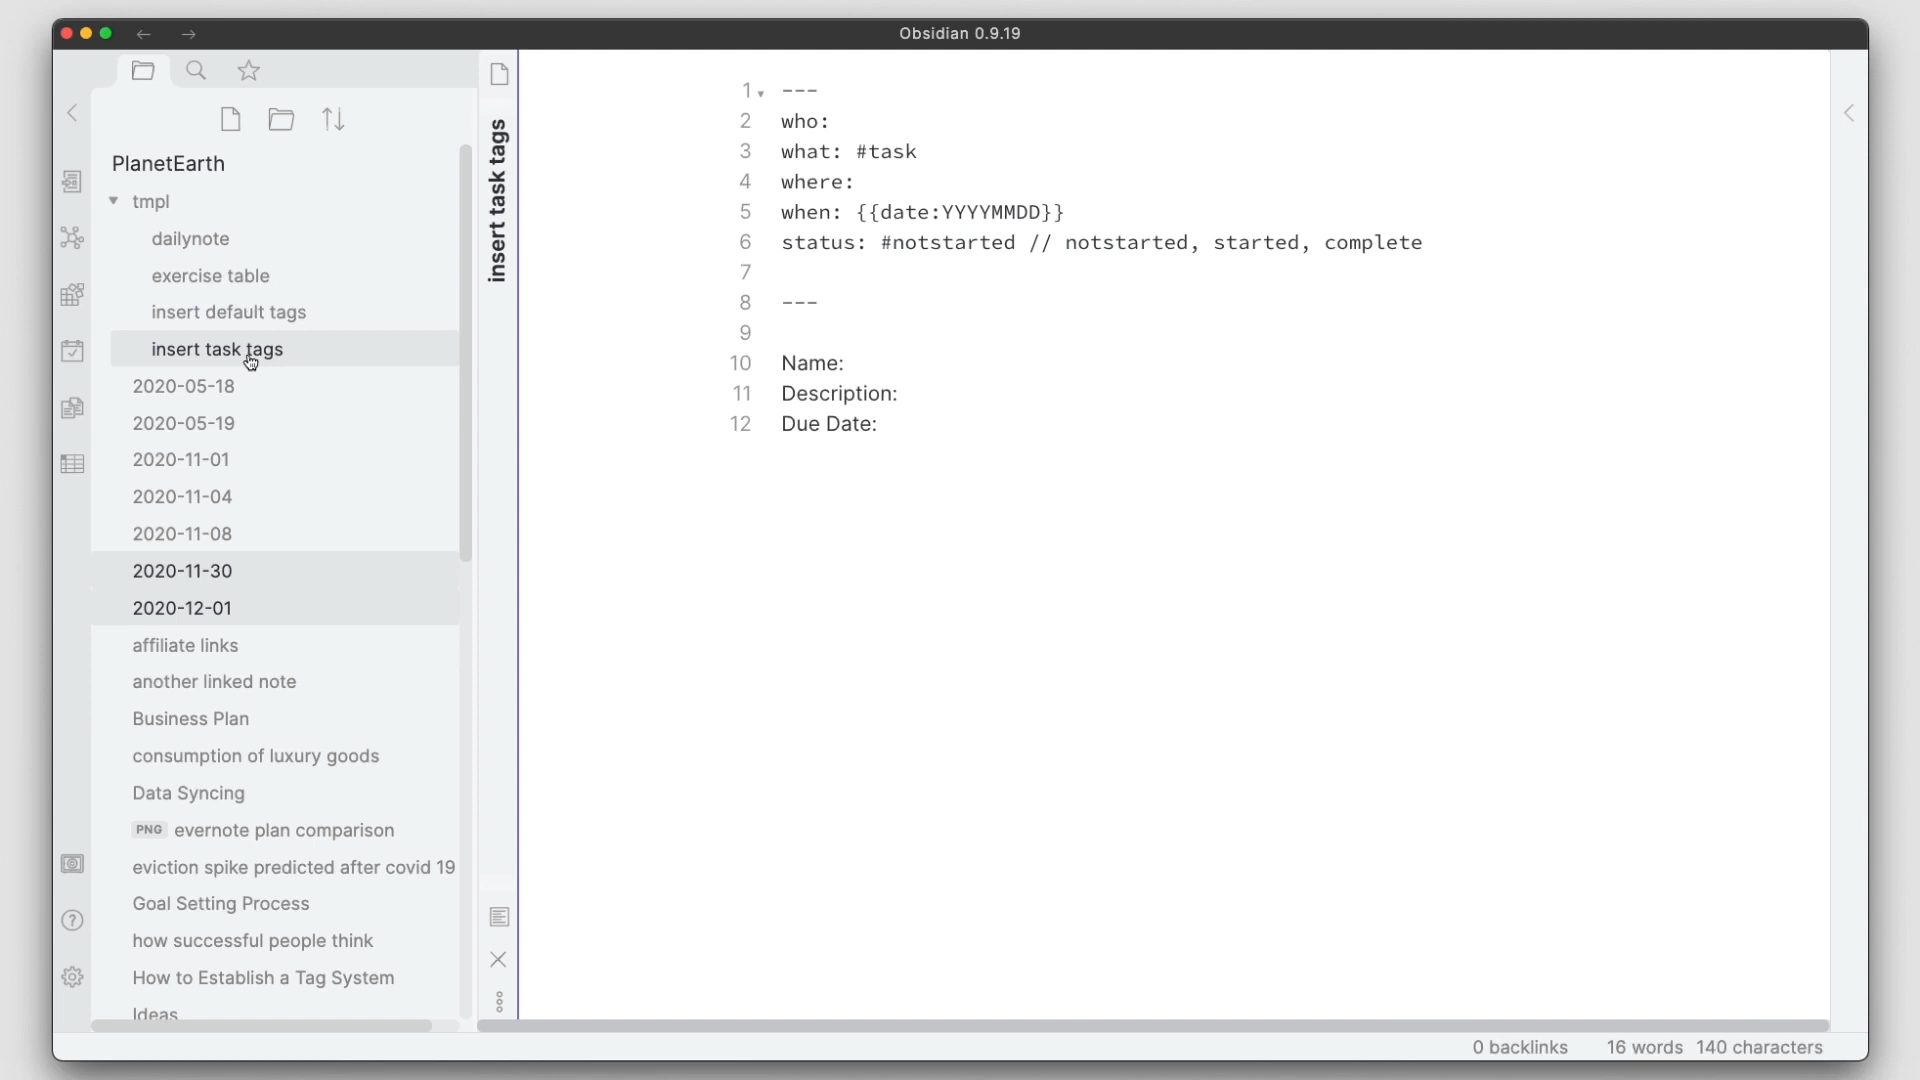 Obsidian 0.9.19
PlanetEarth
tmpl
dailynote
exercise table
insert default tags
insert task tags
2020-05-18
2020-05-19
2020-11-01
2020-11-04
2020-11-08
2020-11-30
2020-12-01
affiliate links
another linked note
Business Plan
consumption of luxury goods
Data Syncing
PNG evernote plan comparison
eviction spike predicted after covid 19
Goal Setting Process
how successful people think
How to Establish a Tag System
Ideas
insert task tags
1 ---
2 who:
3 what: #task
4 where:
5 when: {{date:YYYYMMDD}}
6 status: #notstarted // notstarted, started, complete
7
8 ---
9
10 Name:
11 Description:
12 Due Date:
0 backlinks 16 words 140 characters